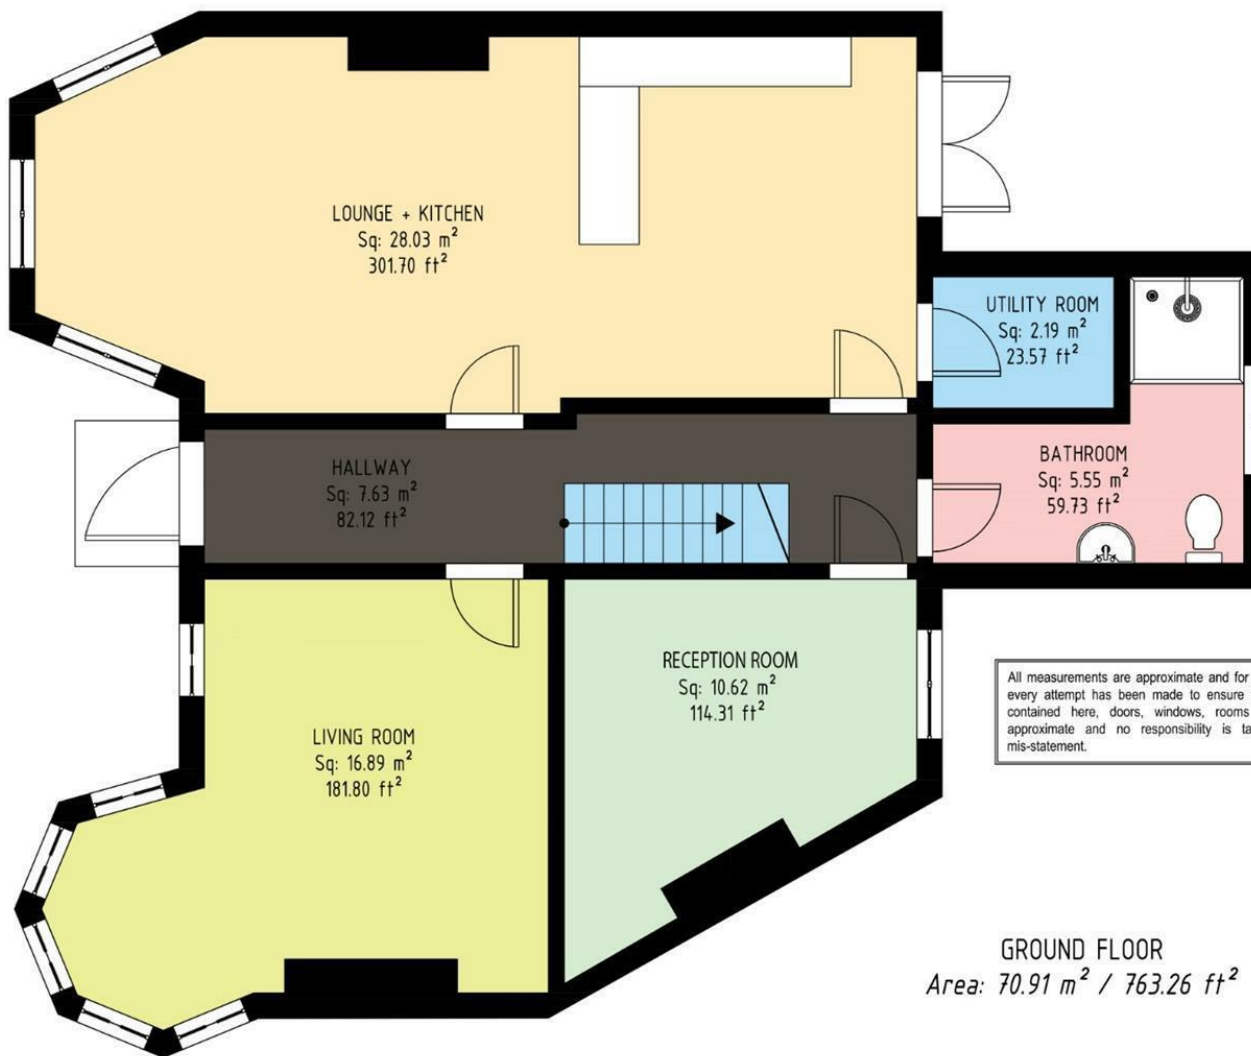 LOUNGE + KITCHEN
Sq: 28.03 m²
301.70 ft²
UTILITY ROOM
Sq: 2.19 m²
23.57 ft²
HALLWAY
Sq: 7.63 m²
82.12 ft²
BATHROOM
Sq: 5.55 m²
59.73 ft²
RECEPTION ROOM
Sq: 10.62 m²
114.31 ft²
LIVING ROOM
Sq: 16.89 m²
181.80 ft²
All measurements are approximate and for
every attempt has been made to ensure
contained here, doors, windows, rooms
approximate and no responsibility is
mis-statement.
GROUND FLOOR
Area: 70.91 m² / 763.26 ft²